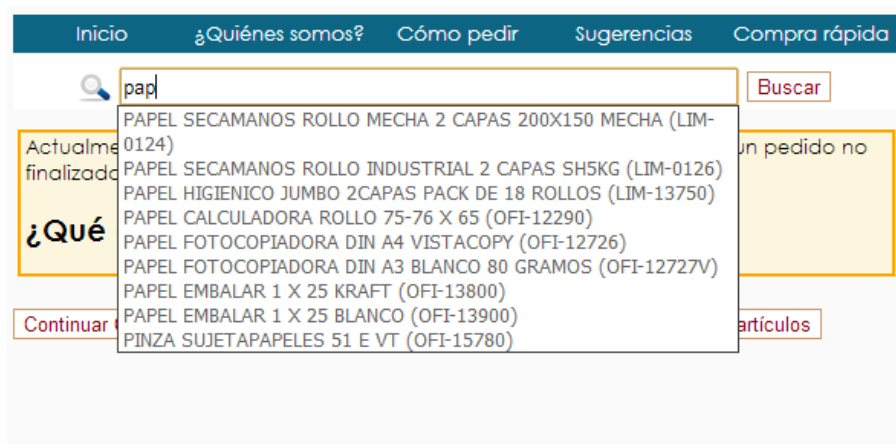 Inicio ¿Quiénes somos? Cómo pedir Sugerencias Compra rápida
pap Buscar
PAPEL SECAMANOS ROLLO MECHA 2 CAPAS 200X150 MECHA (LIM-
0124)
PAPEL SECAMANOS ROLLO INDUSTRIAL 2 CAPAS SH5KG (LIM-0126)
PAPEL HIGIENICO JUMBO 2CAPAS PACK DE 18 ROLLOS (LIM-13750)
PAPEL CALCULADORA ROLLO 75-76 X 65 (OFI-12290)
PAPEL FOTOCOPIADORA DIN A4 VISTACOPY (OFI-12726)
PAPEL FOTOCOPIADORA DIN A3 BLANCO 80 GRAMOS (OFI-12727V)
PAPEL EMBALAR 1 X 25 KRAFT (OFI-13800)
PAPEL EMBALAR 1 X 25 BLANCO (OFI-13900)
PINZA SUJETAPAPELES 51 E VT (OFI-15780)
Actualme un pedido no
finalizado
¿Qué
Continuar artículos